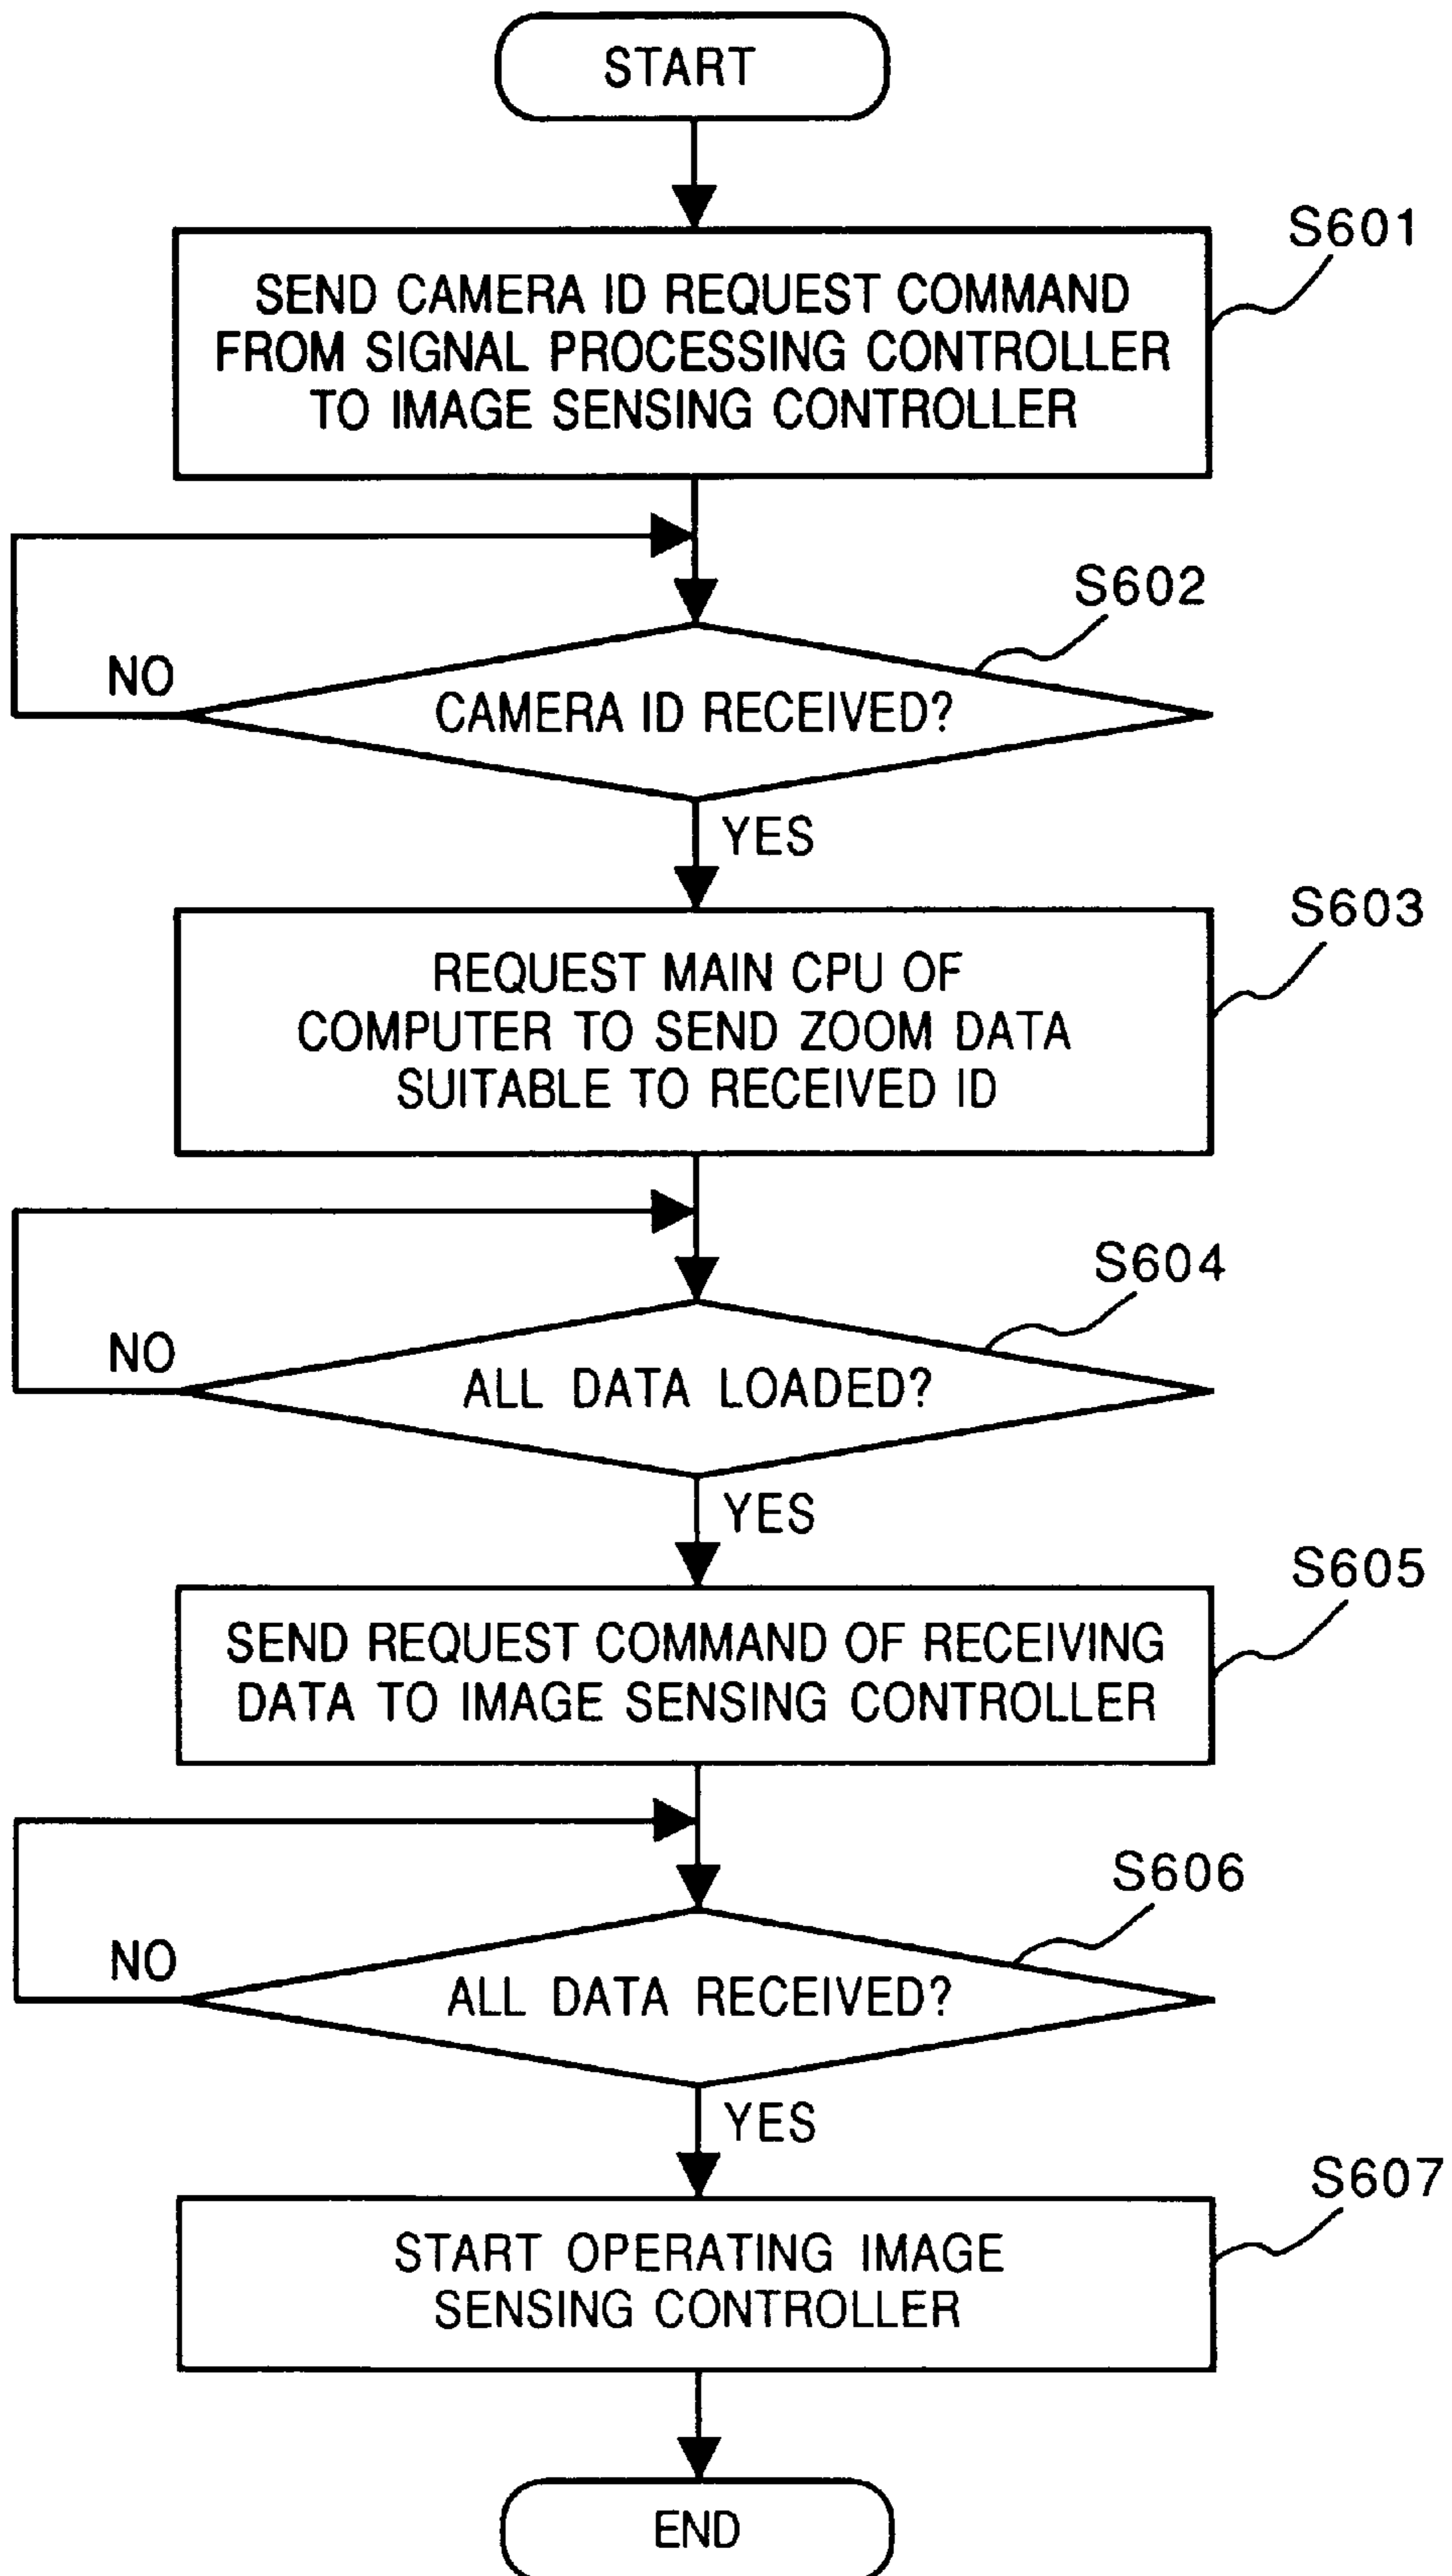 START
S601
SEND CAMERA ID REQUEST COMMAND
FROM SIGNAL PROCESSING CONTROLLER
TO IMAGE SENSING CONTROLLER
S602
NO
CAMERA ID RECEIVED?
YES
S603
REQUEST MAIN CPU OF
COMPUTER TO SEND ZOOM DATA
SUITABLE TO RECEIVED ID
S604
NO
ALL DATA LOADED?
YES
S605
SEND REQUEST COMMAND OF RECEIVING
DATA TO IMAGE SENSING CONTROLLER
S606
NO
ALL DATA RECEIVED?
YES
S607
START OPERATING IMAGE
SENSING CONTROLLER
END